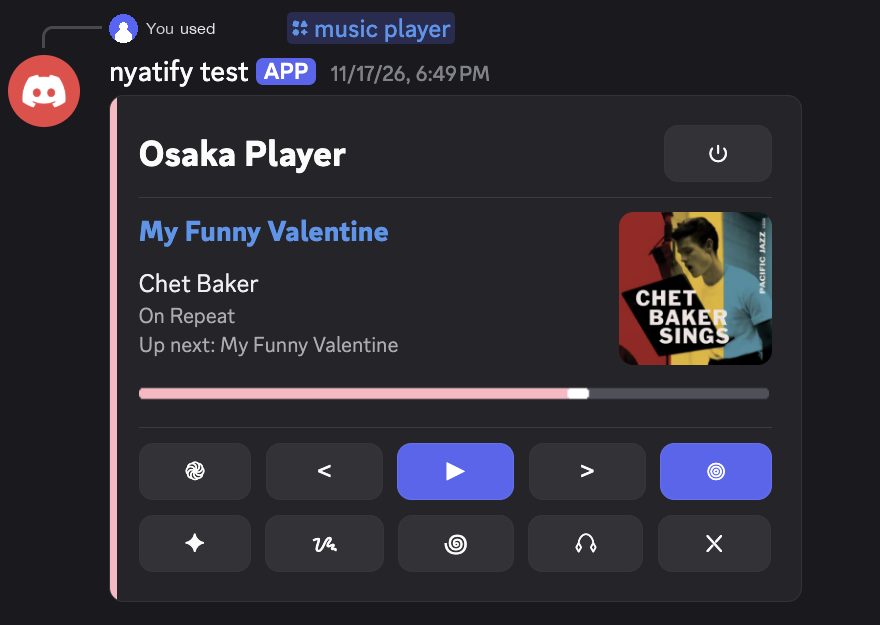 You used music player
nyatify test APP 11/17/26, 6:49 PM
Osaka Player
My Funny Valentine
Chet Baker
On Repeat
Up next: My Funny Valentine
PACIFIC JAZZ
CHET
BAKER
SINGS
< >
X